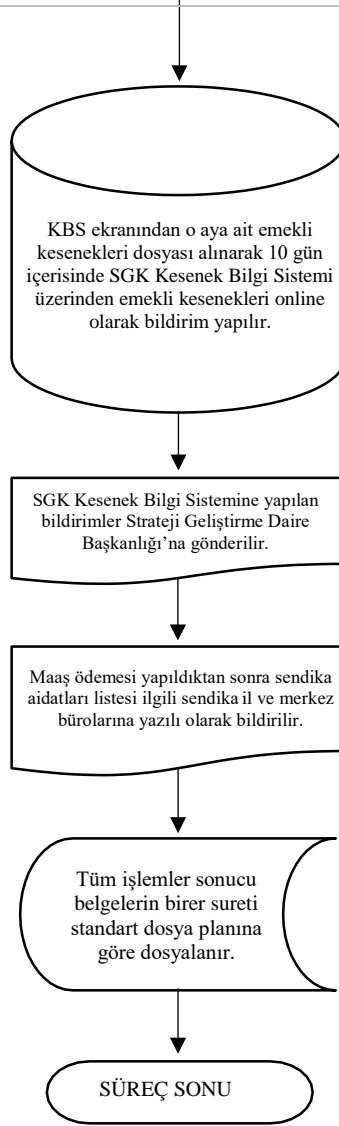 KBS ekranından o aya ait emekli
kesenekleri dosyası alınarak 10 gün
içerisinde SGK Kesenek Bilgi Sistemi
üzerinden emekli kesenekleri online
olarak bildirim yapılır.
SGK Kesenek Bilgi Sistemine yapılan
bildirimler Strateji Geliştirme Daire
Başkanlığı’na gönderilir.
Maaş ödemesi yapıldıktan sonra sendika
aidatları listesi ilgili sendika il ve merkez
bürolarına yazılı olarak bildirilir.
Tüm işlemler sonucu
belgelerin birer sureti
standart dosya planına
göre dosyalanır.
SÜREÇ SONU